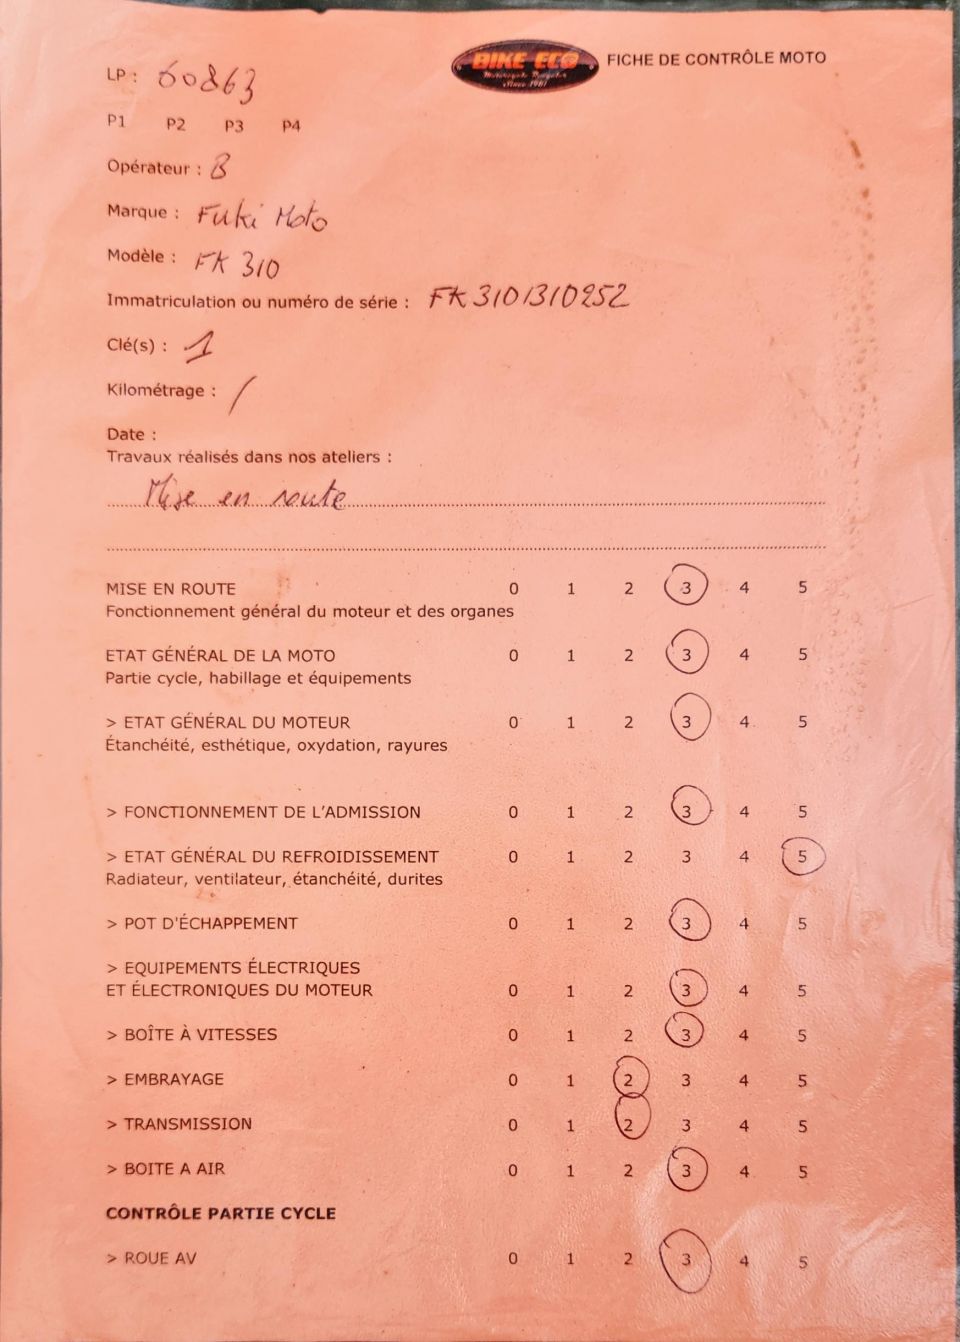 BIKE ECO
Motorcycle Recycler
Since 1981
FICHE DE CONTRÔLE MOTO
LP : 60863
P1 P2 P3 P4
Opérateur : B
Marque : Fuki Moto
Modèle : FK 310
Immatriculation ou numéro de série : FK3101310952
Clé(s) : 1
Kilométrage : /
Date :
Travaux réalisés dans nos ateliers :
Mise en route
MISE EN ROUTE 0 1 2 3 4 5
Fonctionnement général du moteur et des organes
ETAT GÉNÉRAL DE LA MOTO 0 1 2 3 4 5
Partie cycle, habillage et équipements
> ETAT GÉNÉRAL DU MOTEUR 0 1 2 3 4 5
Étanchéité, esthétique, oxydation, rayures
> FONCTIONNEMENT DE L'ADMISSION 0 1 2 3 4 5
> ETAT GÉNÉRAL DU REFROIDISSEMENT 0 1 2 3 4 5
Radiateur, ventilateur, étanchéité, durites
> POT D'ÉCHAPPEMENT 0 1 2 3 4 5
> EQUIPEMENTS ÉLECTRIQUES
ET ÉLECTRONIQUES DU MOTEUR 0 1 2 3 4 5
> BOÎTE À VITESSES 0 1 2 3 4 5
> EMBRAYAGE 0 1 2 3 4 5
> TRANSMISSION 0 1 2 3 4 5
> BOITE A AIR 0 1 2 3 4 5
CONTRÔLE PARTIE CYCLE
> ROUE AV 0 1 2 3 4 5